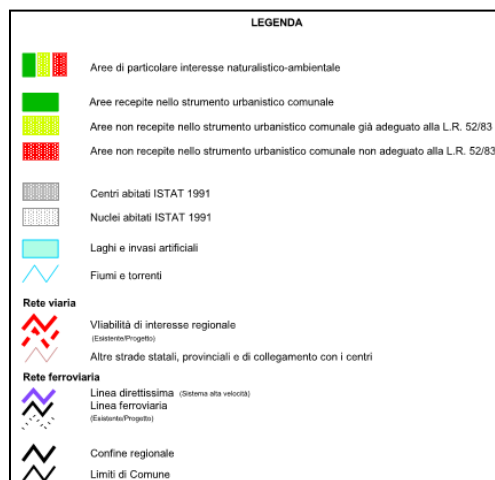 LEGENDA
Aree di particolare interesse naturalistico-ambientale
Aree recepite nello strumento urbanistico comunale
Aree non recepite nello strumento urbanistico comunale già adeguato alla L.R. 52/83
Aree non recepite nello strumento urbanistico comunale non adeguato alla L.R. 52/83
Centri abitati ISTAT 1991
Nuclei abitati ISTAT 1991
Laghi e invasi artificiali
Fiumi e torrenti
Rete viaria
VIiabilità di interesse regionale
(Esistente/Progetto)
Altre strade statali, provinciali e di collegamento con i centri
Rete ferroviaria
Linea direttissima (Sistema alta velocità)
Linea ferroviaria
(Esistente/Progetto)
Confine regionale
Limiti di Comune